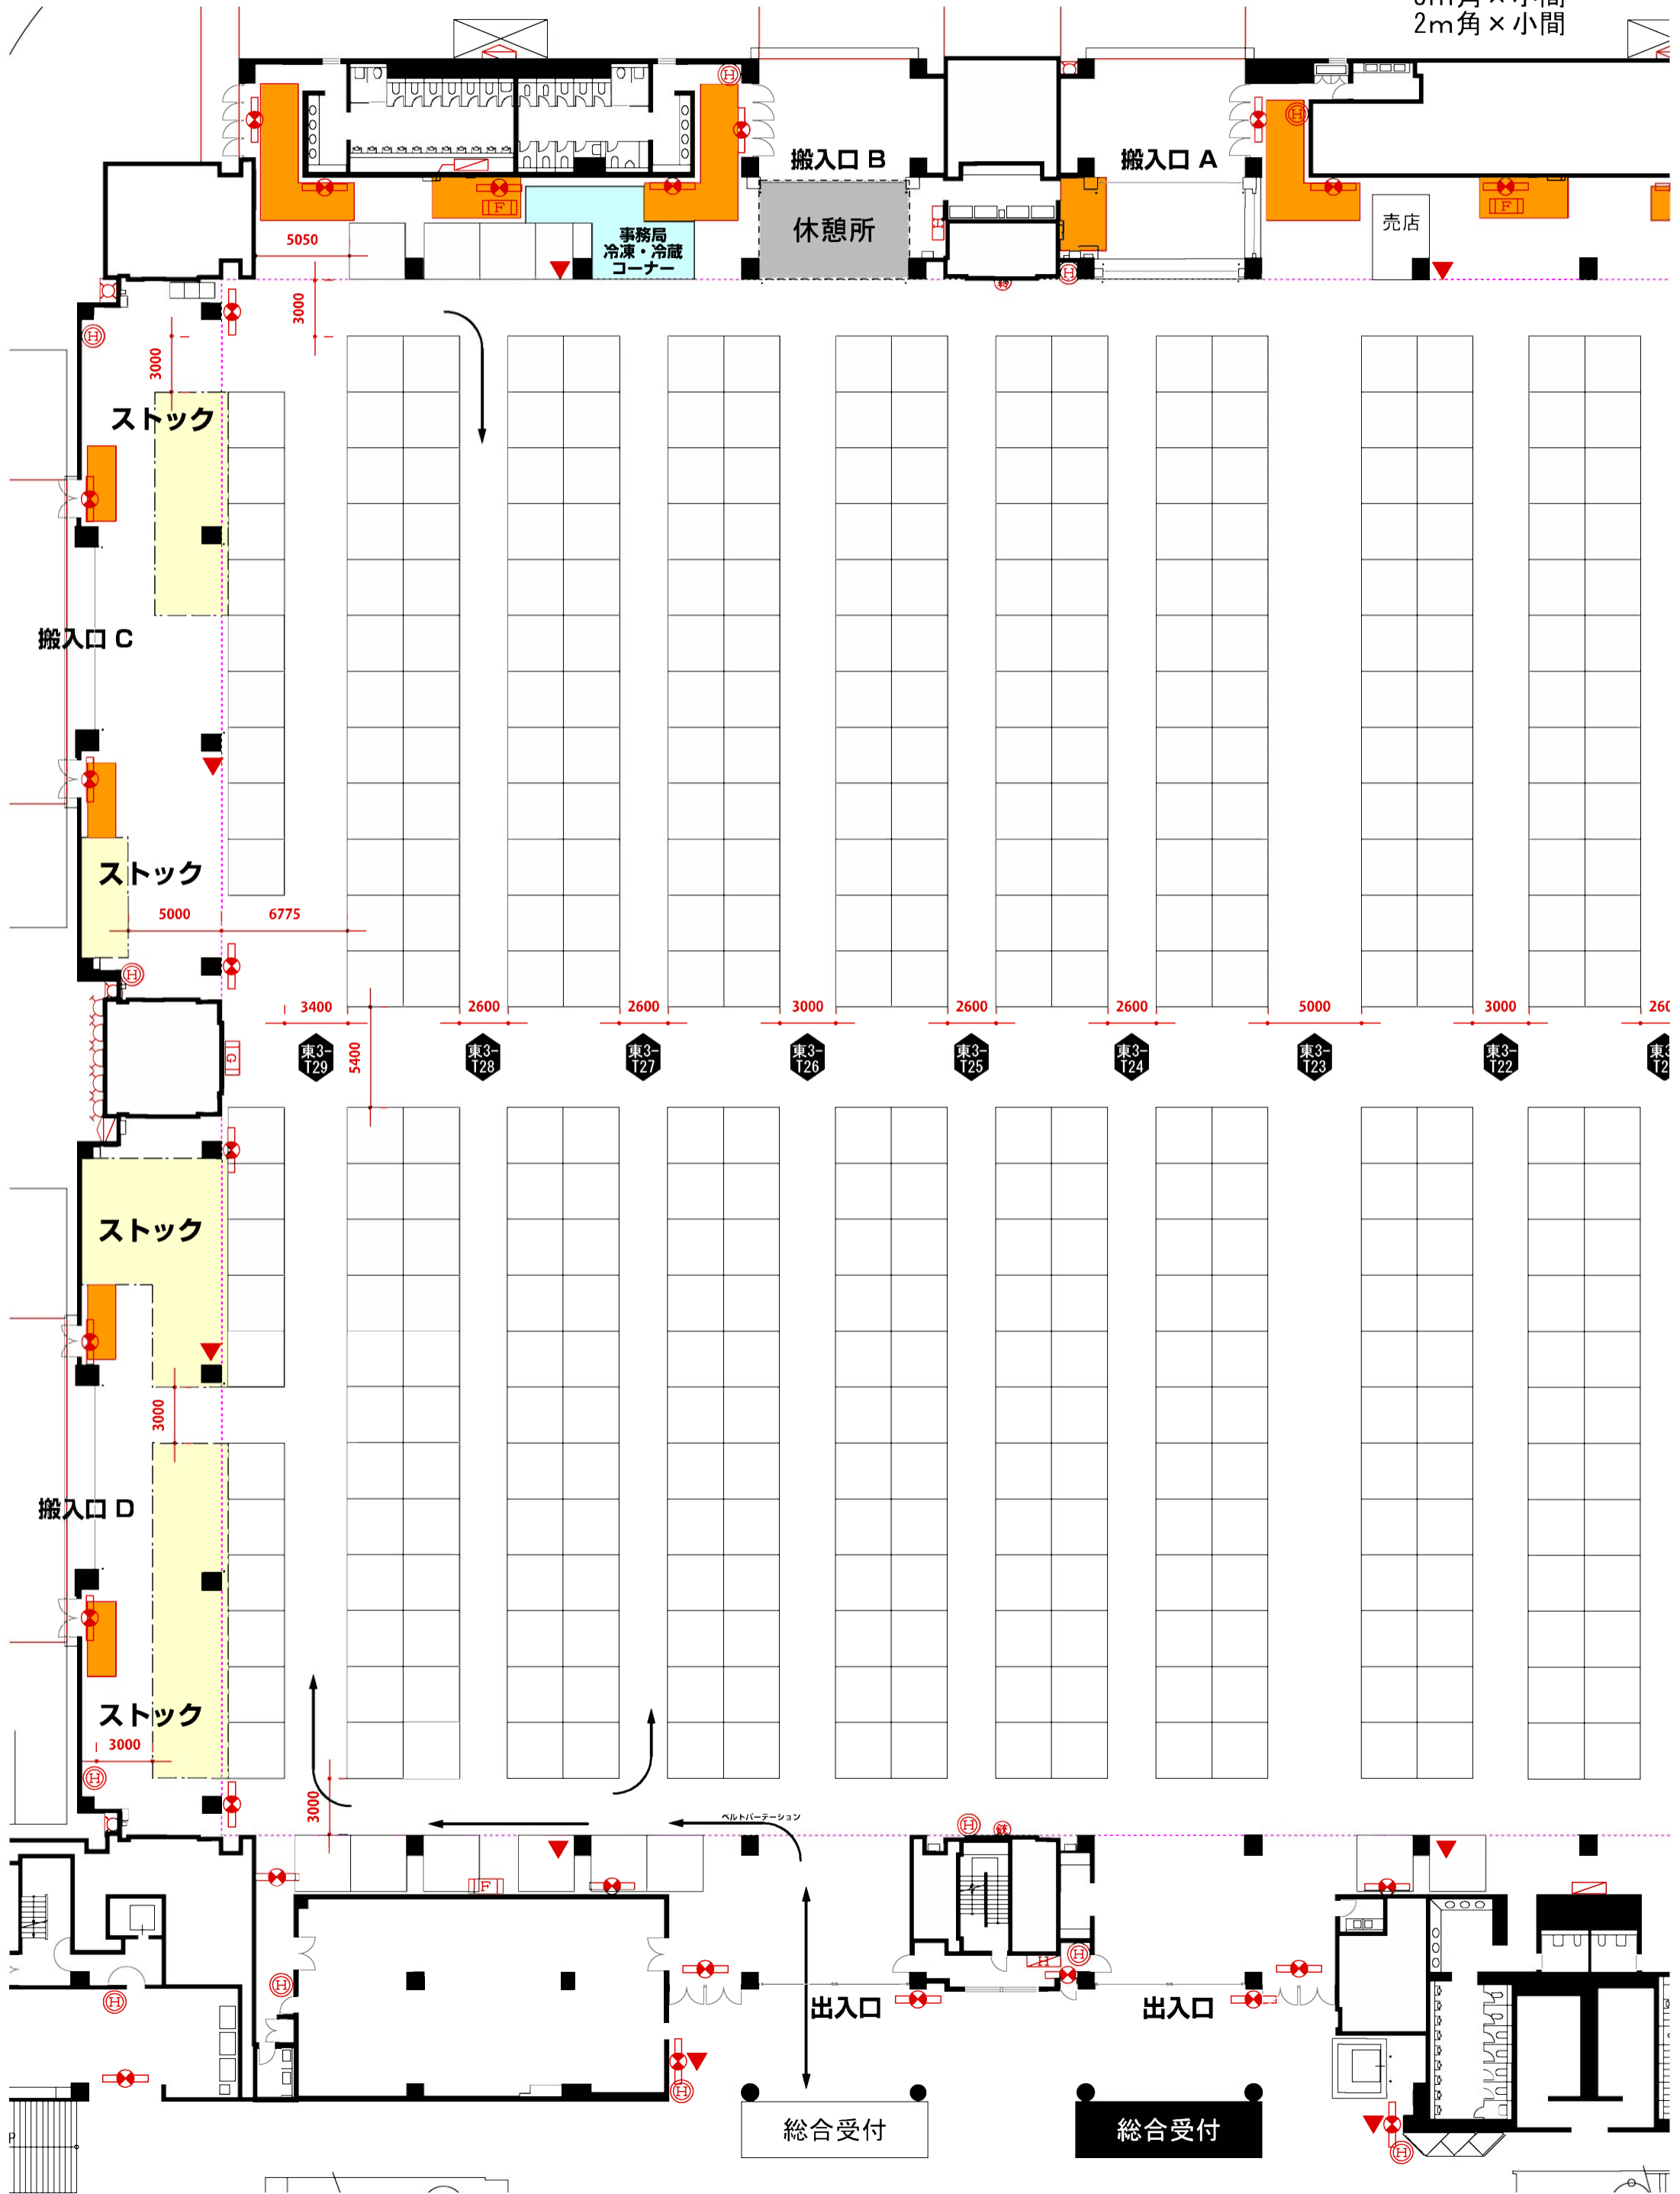 2m角×小間
搬入口 B
搬入口 A
休憩所
売店
事務局
冷凍・冷蔵
コーナー
F
F
H
H
H
5050
3000
H
3000
ストック
搬入口 C
ストック
5000
6775
H
3400
2600
2600
3000
2600
2600
5000
3000
G
東3-
T29
東3-
T28
東3-
T27
東3-
T26
東3-
T25
東3-
T24
東3-
T23
東3-
T22
5400
ストック
3000
搬入口 D
ストック
3000
H
3000
ベルトパーテーション
H
F
H
H
H
H
出入口
出入口
H
H
総合受付
総合受付